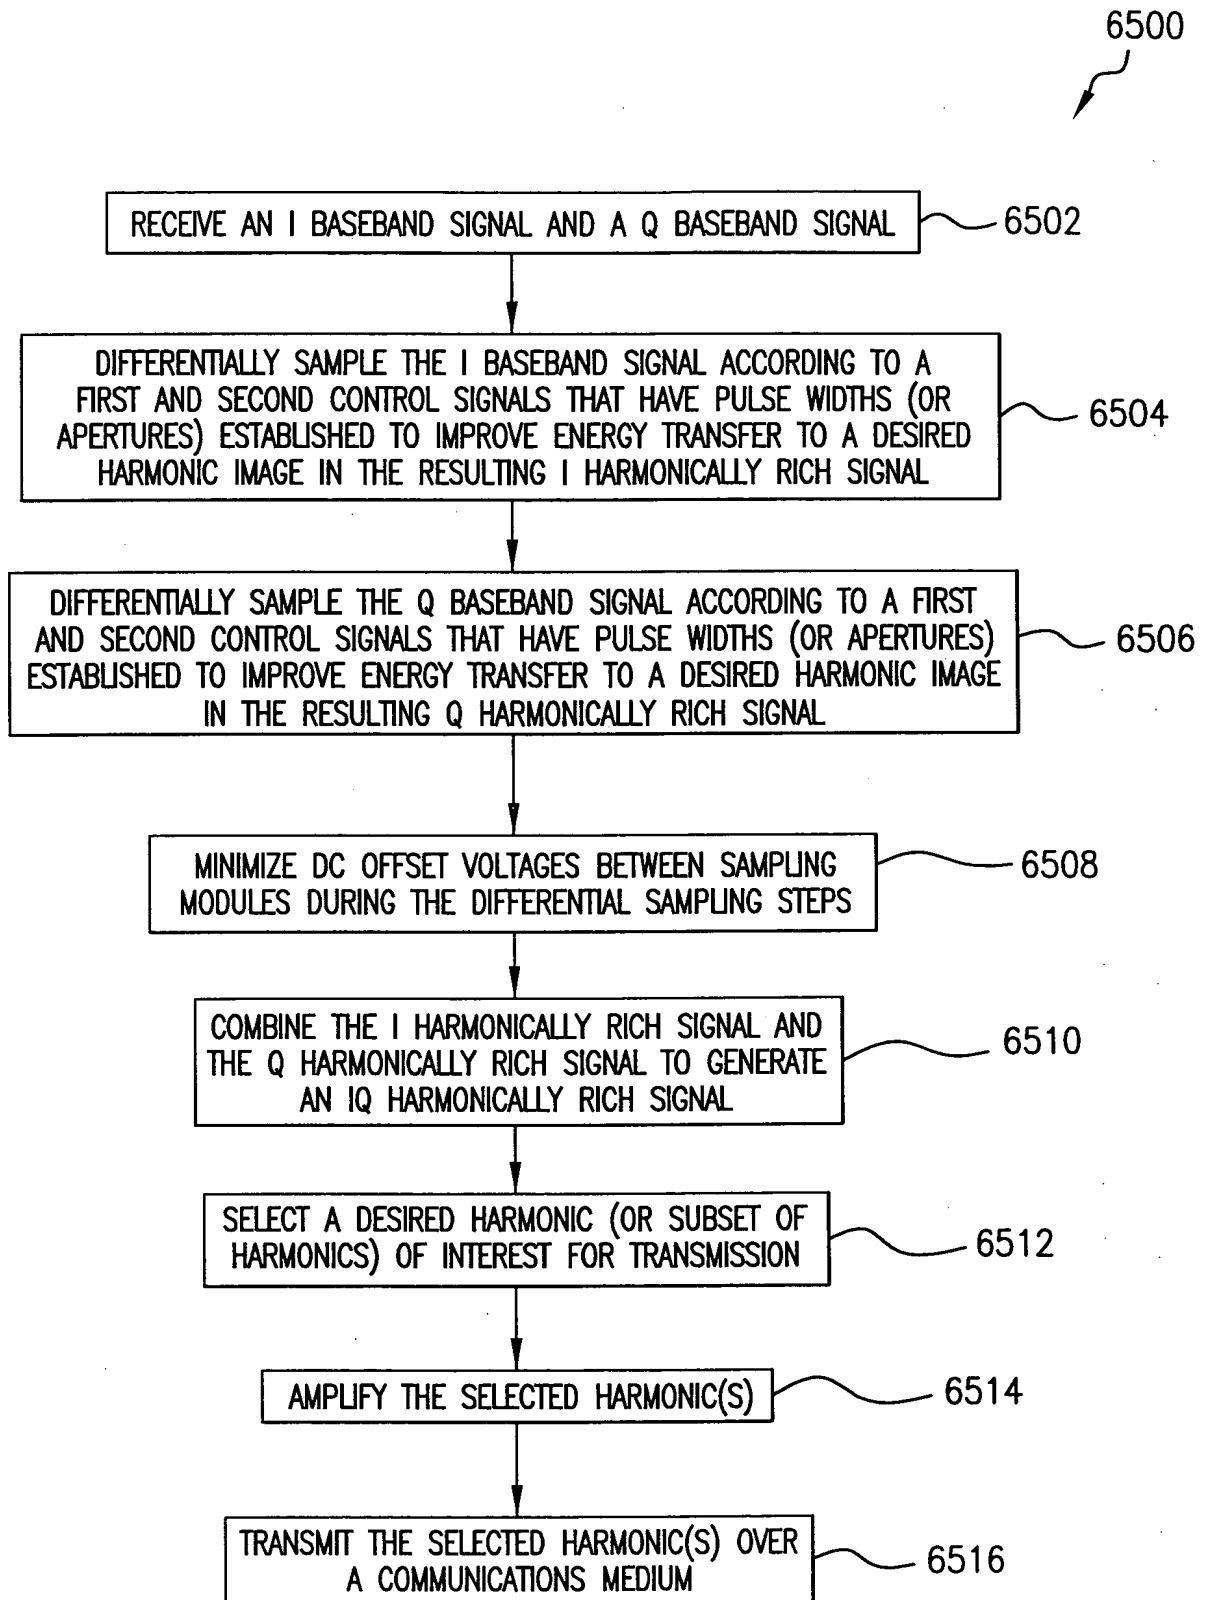 6500
RECEIVE AN I BASEBAND SIGNAL AND A Q BASEBAND SIGNAL
6502
DIFFERENTIALLY SAMPLE THE I BASEBAND SIGNAL ACCORDING TO A
FIRST AND SECOND CONTROL SIGNALS THAT HAVE PULSE WIDTHS (OR
APERTURES) ESTABLISHED TO IMPROVE ENERGY TRANSFER TO A DESIRED
HARMONIC IMAGE IN THE RESULTING I HARMONICALLY RICH SIGNAL
6504
DIFFERENTIALLY SAMPLE THE Q BASEBAND SIGNAL ACCORDING TO A FIRST
AND SECOND CONTROL SIGNALS THAT HAVE PULSE WIDTHS (OR APERTURES)
ESTABLISHED TO IMPROVE ENERGY TRANSFER TO A DESIRED HARMONIC IMAGE
IN THE RESULTING Q HARMONICALLY RICH SIGNAL
6506
MINIMIZE DC OFFSET VOLTAGES BETWEEN SAMPLING
MODULES DURING THE DIFFERENTIAL SAMPLING STEPS
6508
COMBINE THE I HARMONICALLY RICH SIGNAL AND
THE Q HARMONICALLY RICH SIGNAL TO GENERATE
AN IQ HARMONICALLY RICH SIGNAL
6510
SELECT A DESIRED HARMONIC (OR SUBSET OF
HARMONICS) OF INTEREST FOR TRANSMISSION
6512
AMPLIFY THE SELECTED HARMONIC(S)
6514
TRANSMIT THE SELECTED HARMONIC(S) OVER
A COMMUNICATIONS MEDIUM
6516